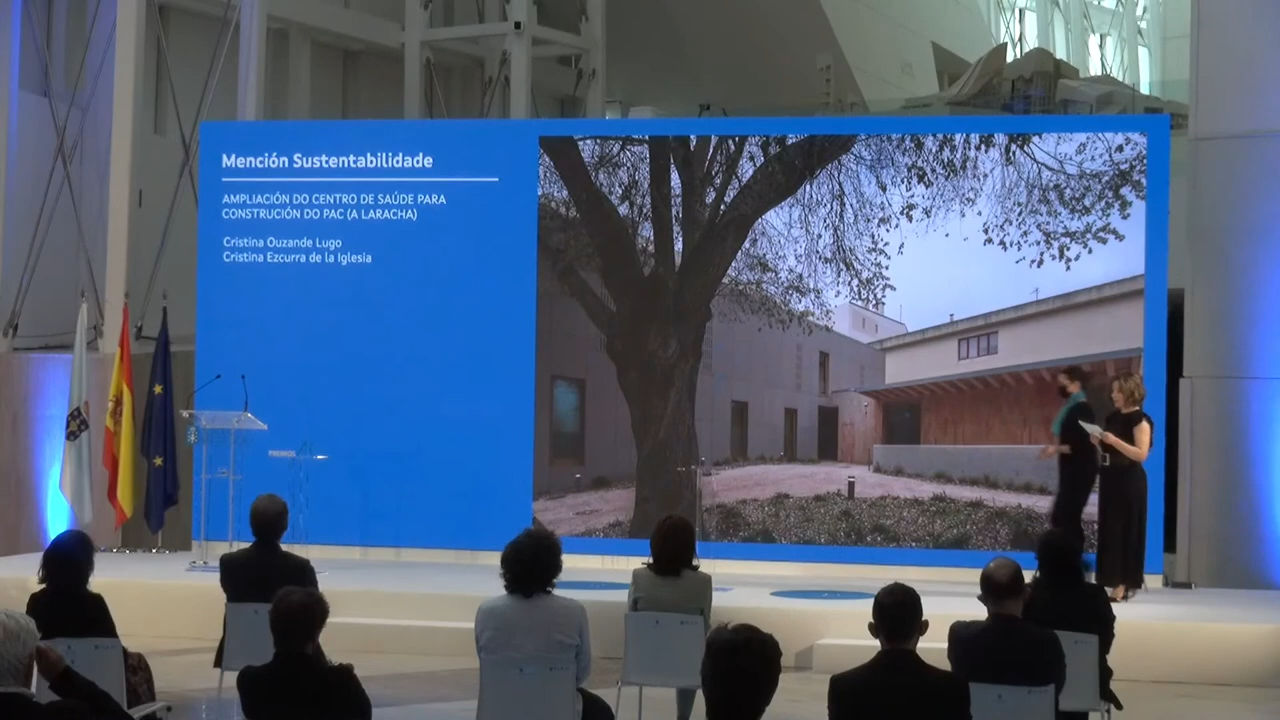 Mención Sustentabilidade
AMPLIACIÓN DO CENTRO DE SAÚDE PARA
CONSTRUCIÓN DO PAC (A LARACHA)
Cristina Ouzande Lugo
Cristina Ezcurra de la Iglesia
PREMIOS